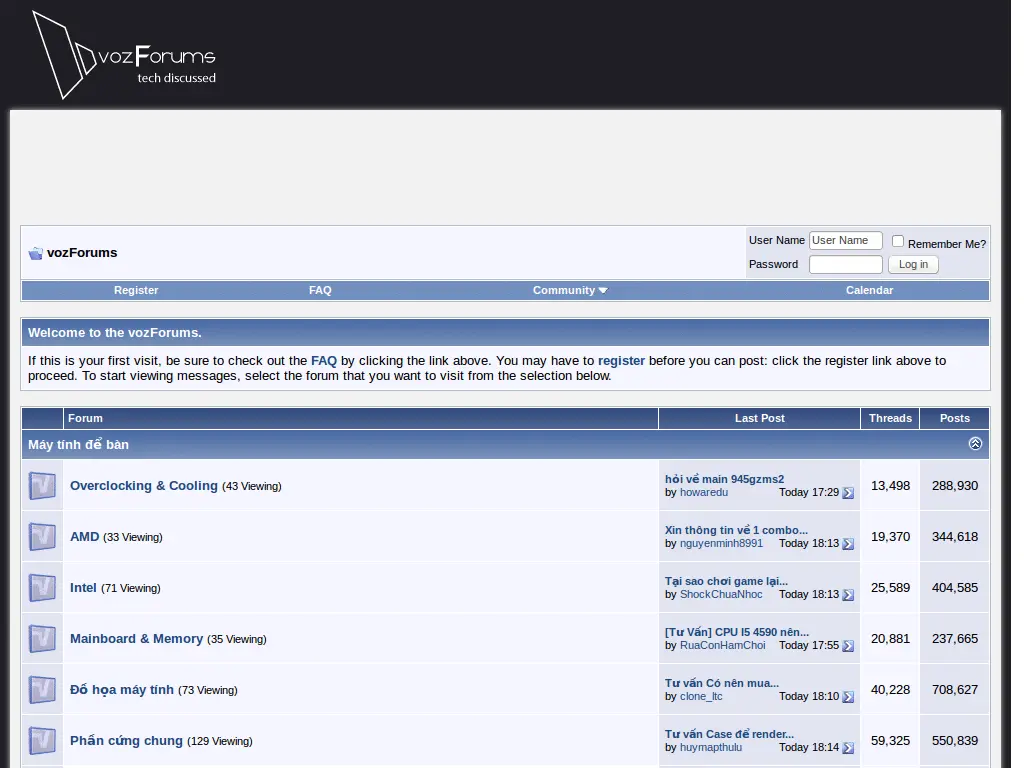 vozForums
tech discussed
vozForums
User Name User Name Remember Me?
Password Log in
Register FAQ Community Calendar
Welcome to the vozForums.
If this is your first visit, be sure to check out the FAQ by clicking the link above. You may have to register before you can post: click the register link above to
proceed. To start viewing messages, select the forum that you want to visit from the selection below.
Forum Last Post Threads Posts
Máy tính để bàn
Overclocking & Cooling (43 Viewing)
hỏi về main 945gzms2
by howaredu Today 17:29
13,498 288,930
AMD (33 Viewing)
Xin thông tin về 1 combo...
by nguyenminh8991 Today 18:13
19,370 344,618
Intel (71 Viewing)
Tại sao chơi game lại...
by ShockChuaNhoc Today 18:13
25,589 404,585
Mainboard & Memory (35 Viewing)
[Tư Vấn] CPU I5 4590 nên...
by RuaConHamChoi Today 17:55
20,881 237,665
Đồ họa máy tính (73 Viewing)
Tư vấn Có nên mua...
by clone_ltc Today 18:10
40,228 708,627
Phần cứng chung (129 Viewing)
Tư vấn Case để render...
by huymapthulu Today 18:14
59,325 550,839